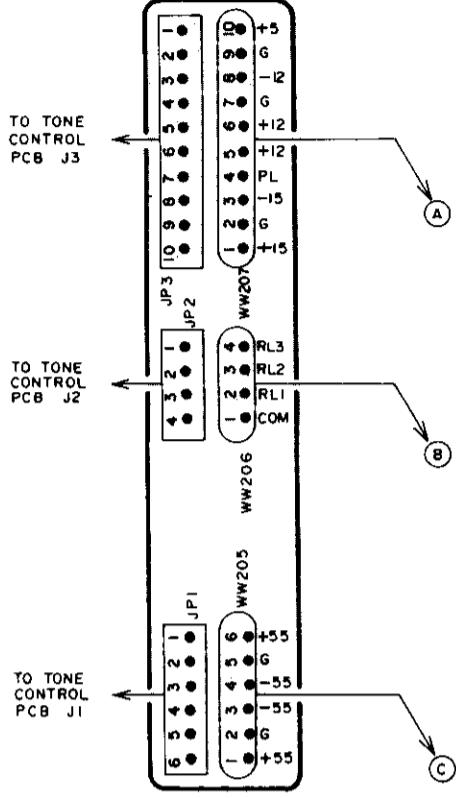 TO TONE
CONTROL
PCB J3
1
2
3
4
5
6
7
8
9
10
JP3
10 +5
9 G
8 -12
7 G
6 +12
5 +12
4 PL
3 -15
2 G
1 +15
WW207
A
TO TONE
CONTROL
PCB J2
JP2
1
2
3
4
4 RL3
3 RL2
2 RL1
1 COM
WW206
B
TO TONE
CONTROL
PCB J1
JP1
1
2
3
4
5
6
WW205
6 +55
5 G
4 -55
3 -55
2 G
1 +55
C